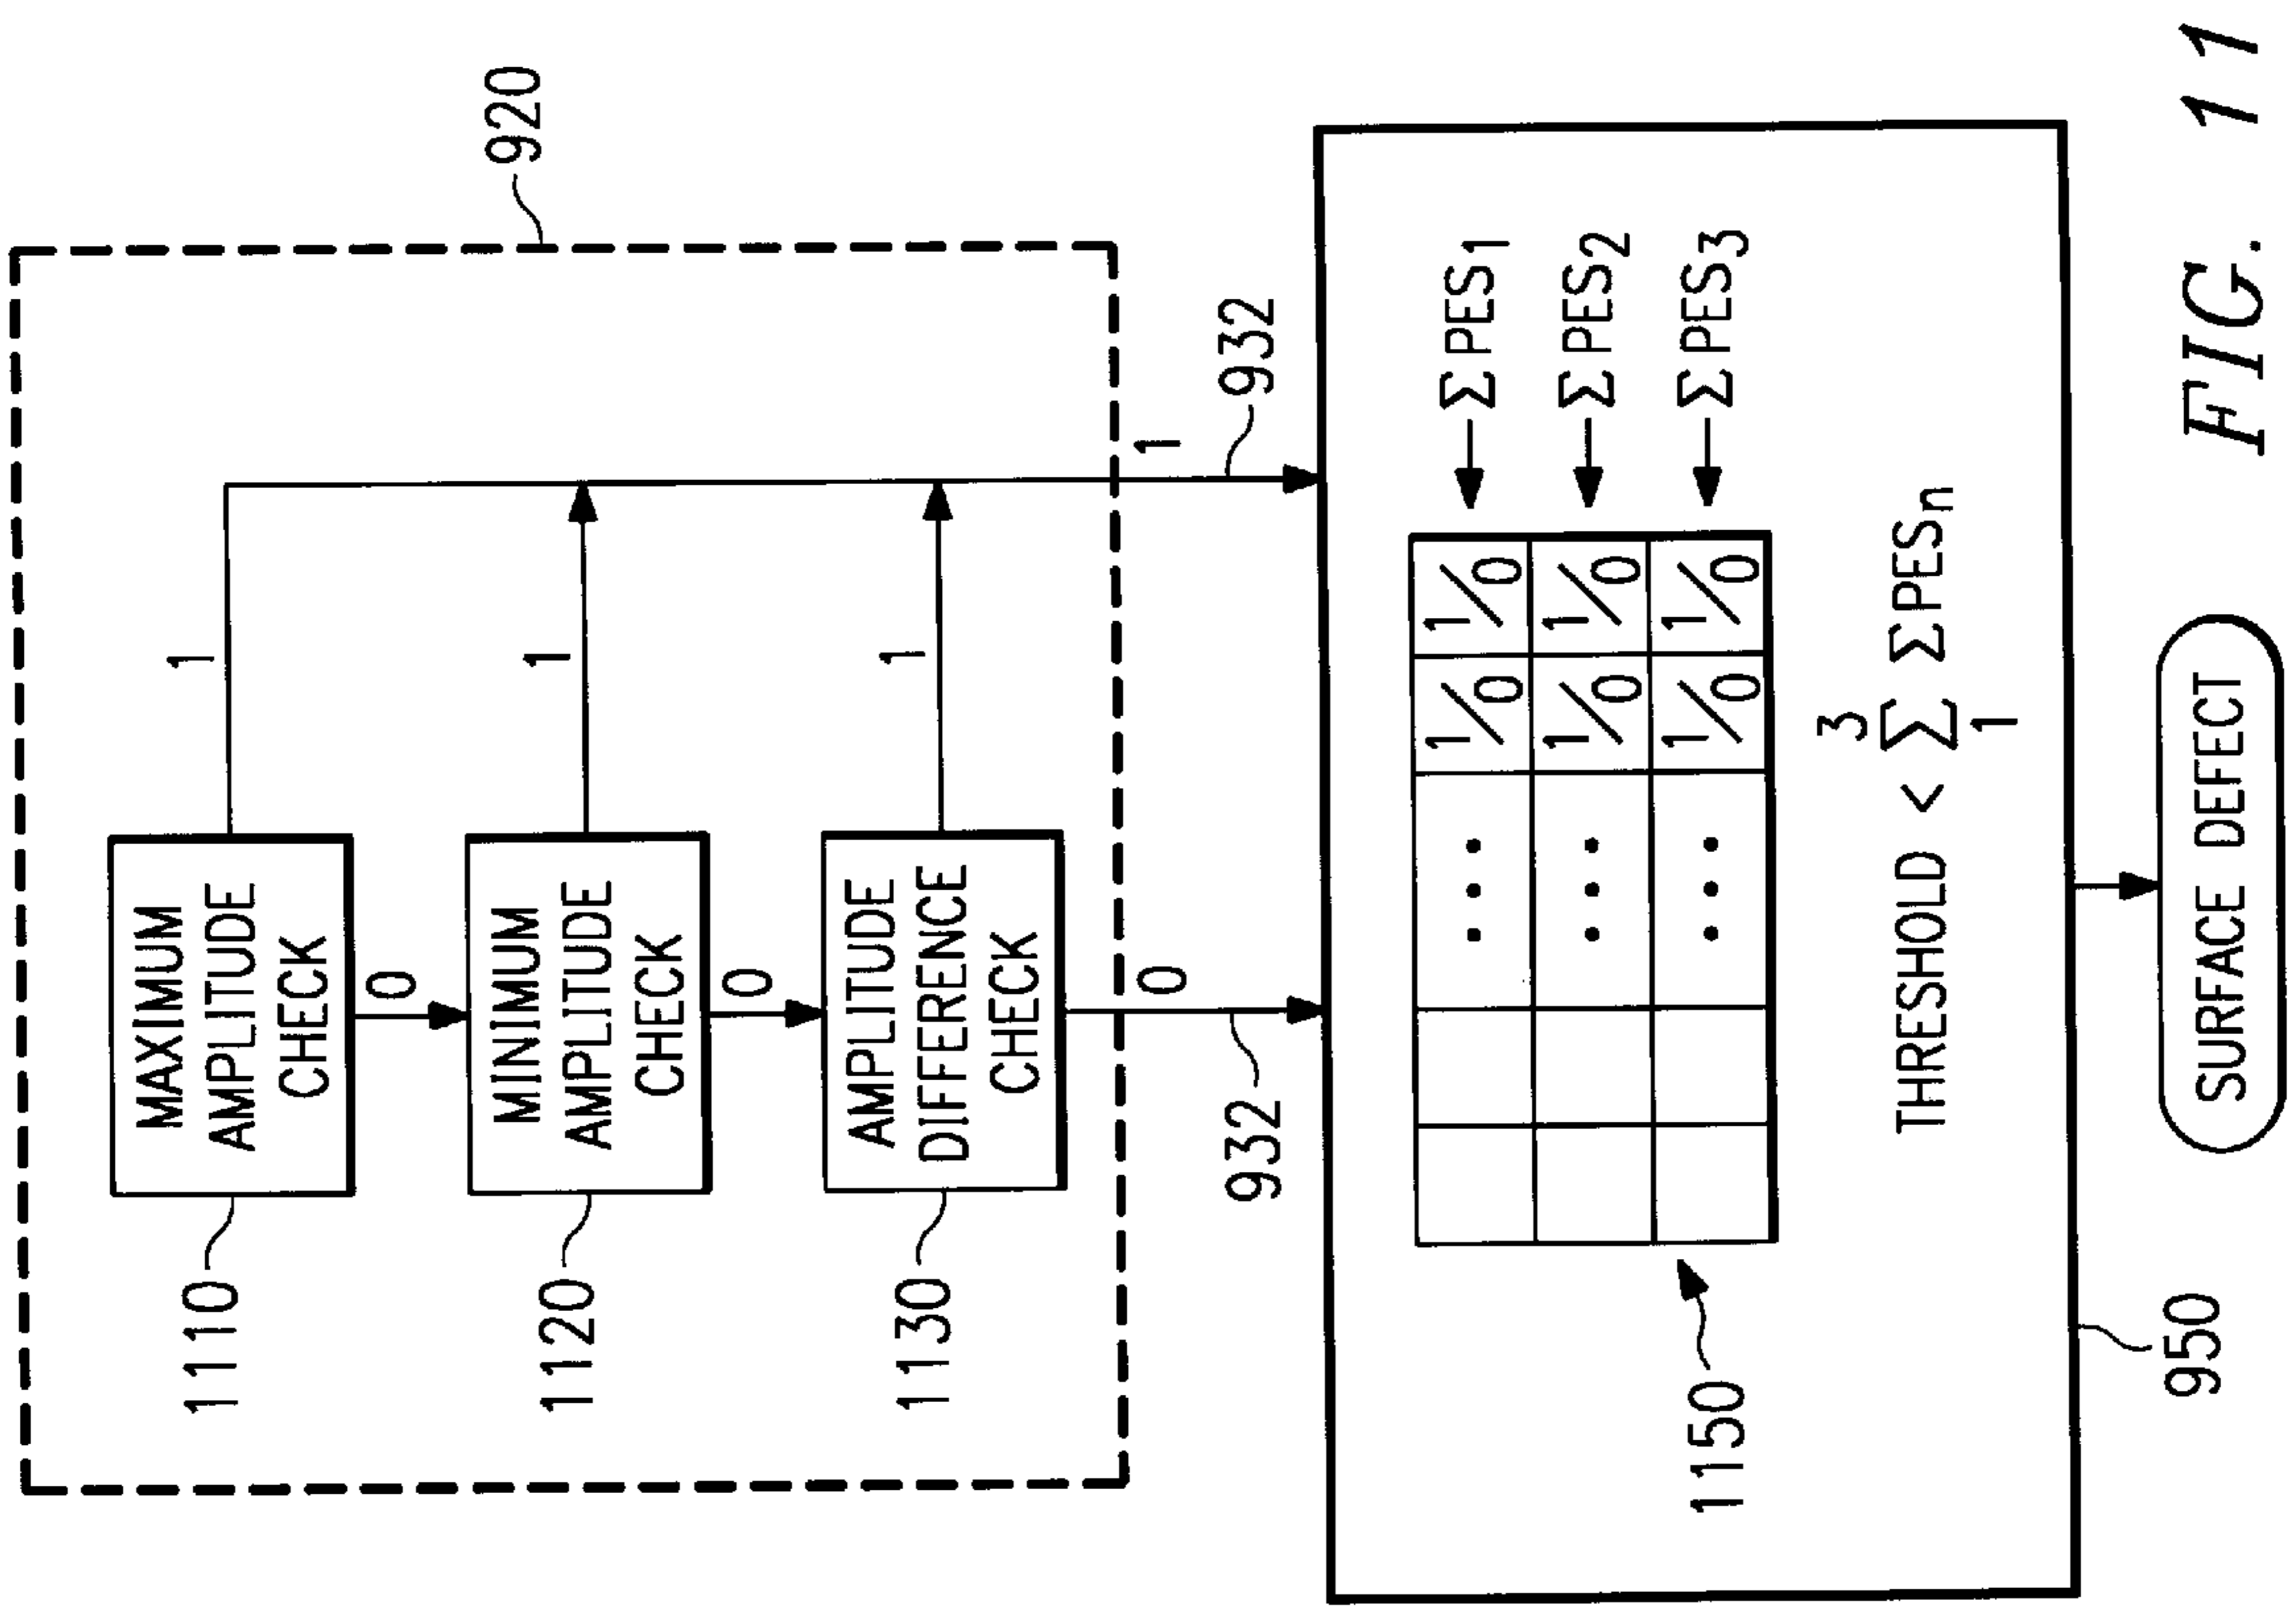 920
1110
MAXIMUM
AMPLITUDE
CHECK
1
0
1120
MINIMUM
AMPLITUDE
CHECK
1
0
1130
AMPLITUDE
DIFFERENCE
CHECK
1
0
1
932
932
1150
1/0 1/0
1/0 1/0
1/0 1/0
ΣPES1
ΣPES2
ΣPES3
3
THRESHOLD < Σ ΣPESn
1
950
SURFACE DEFECT
FIG. 11